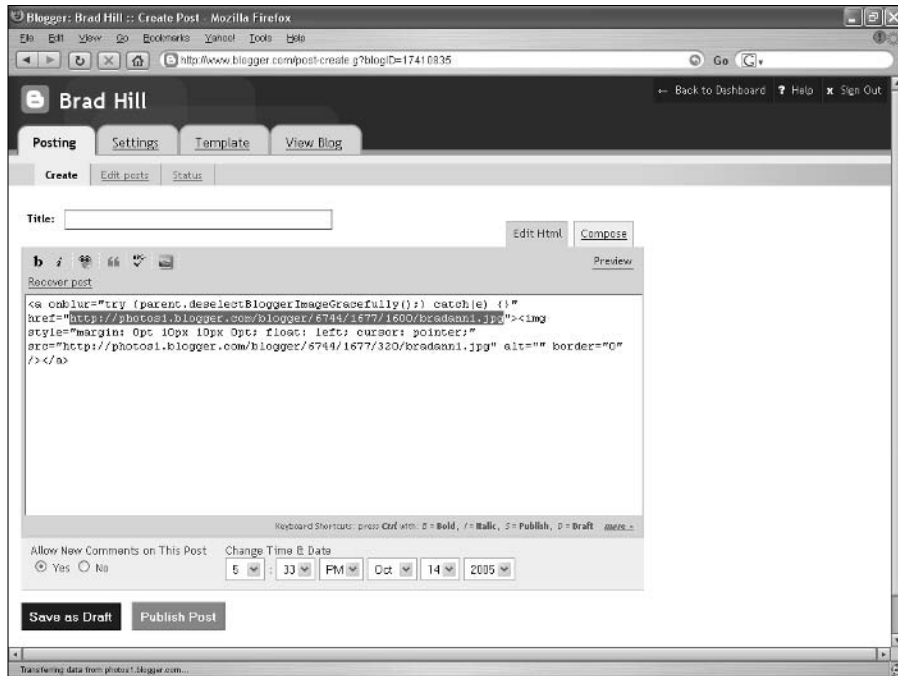 Blogger: Brad Hill :: Create Post - Mozilla Firefox
File Edit View Go Bookmarks Yahoo! Tools Help
http://www.blogger.com/post-create.g?blogID=17410835
Go
Brad Hill
← Back to Dashboard ? Help x Sign Out
Posting Settings Template View Blog
Create Edit posts Status
Title:
Edit Html Compose
b i ABC
Preview
Recover post
<a onblur="try {parent.deselectBloggerImageGracefully();} catch(e) {}"
href="http://photos1.blogger.com/blogger/6744/1677/1600/bradann1.jpg"><img
style="margin: 0pt 10px 10px 0pt; float: left; cursor: pointer;"
src="http://photos1.blogger.com/blogger/6744/1677/320/bradann1.jpg" alt="" border="0"
/></a>
Keyboard Shortcuts: press Ctrl with: B = Bold, I = Italic, S = Publish, D = Draft more »
Allow New Comments on This Post Change Time & Date
Yes No 5 : 33 PM Oct 14 2005
Save as Draft Publish Post
Transferring data from photos1.blogger.com...